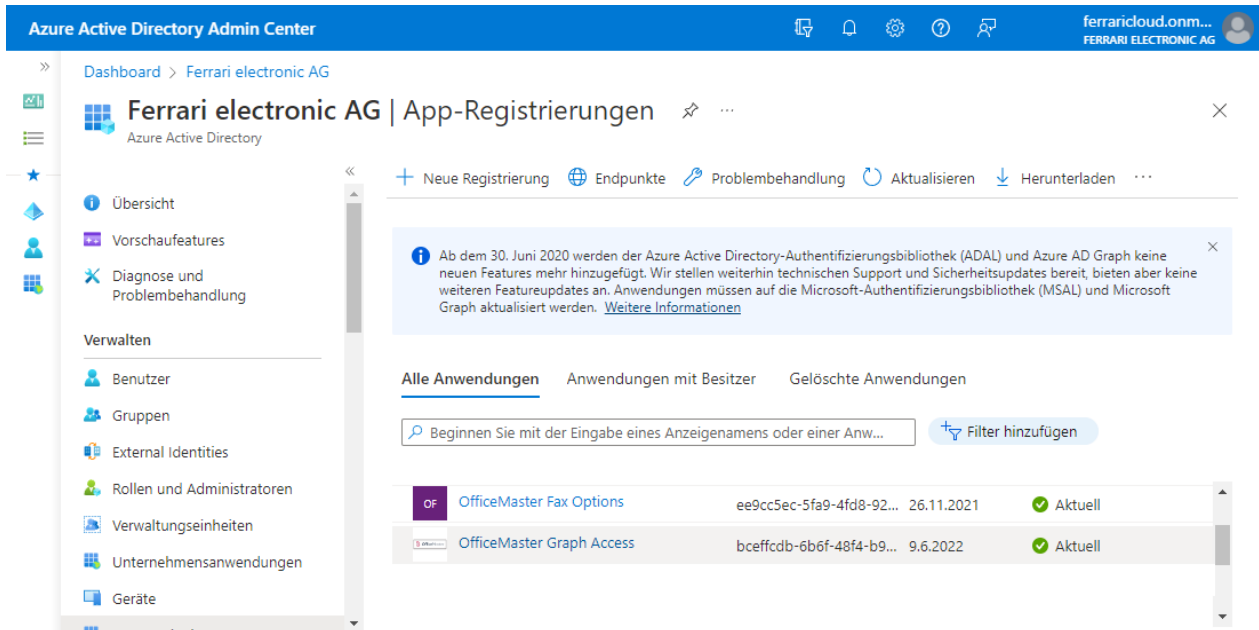 Azure Active Directory Admin Center
ferraricloud.onm...
FERRARI ELECTRONIC AG
Dashboard > Ferrari electronic AG
Ferrari electronic AG | App-Registrierungen
Azure Active Directory
Übersicht
Vorschaufeatures
Diagnose und
Problembehandlung
Verwalten
Benutzer
Gruppen
External Identities
Rollen und Administratoren
Verwaltungseinheiten
Unternehmensanwendungen
Geräte
Neue Registrierung Endpunkte Problembehandlung Aktualisieren Herunterladen ...
Ab dem 30. Juni 2020 werden der Azure Active Directory-Authentifizierungsbibliothek (ADAL) und Azure AD Graph keine
neuen Features mehr hinzugefügt. Wir stellen weiterhin technischen Support und Sicherheitsupdates bereit, bieten aber keine
weiteren Featureupdates an. Anwendungen müssen auf die Microsoft-Authentifizierungsbibliothek (MSAL) und Microsoft
Graph aktualisiert werden. Weitere Informationen
Alle Anwendungen Anwendungen mit Besitzer Gelöschte Anwendungen
Beginnen Sie mit der Eingabe eines Anzeigenamens oder einer Anw...
Filter hinzufügen
OF OfficeMaster Fax Options ee9cc5ec-5fa9-4fd8-92... 26.11.2021 Aktuell
OfficeMaster Graph Access bceffcdb-6b6f-48f4-b9... 9.6.2022 Aktuell